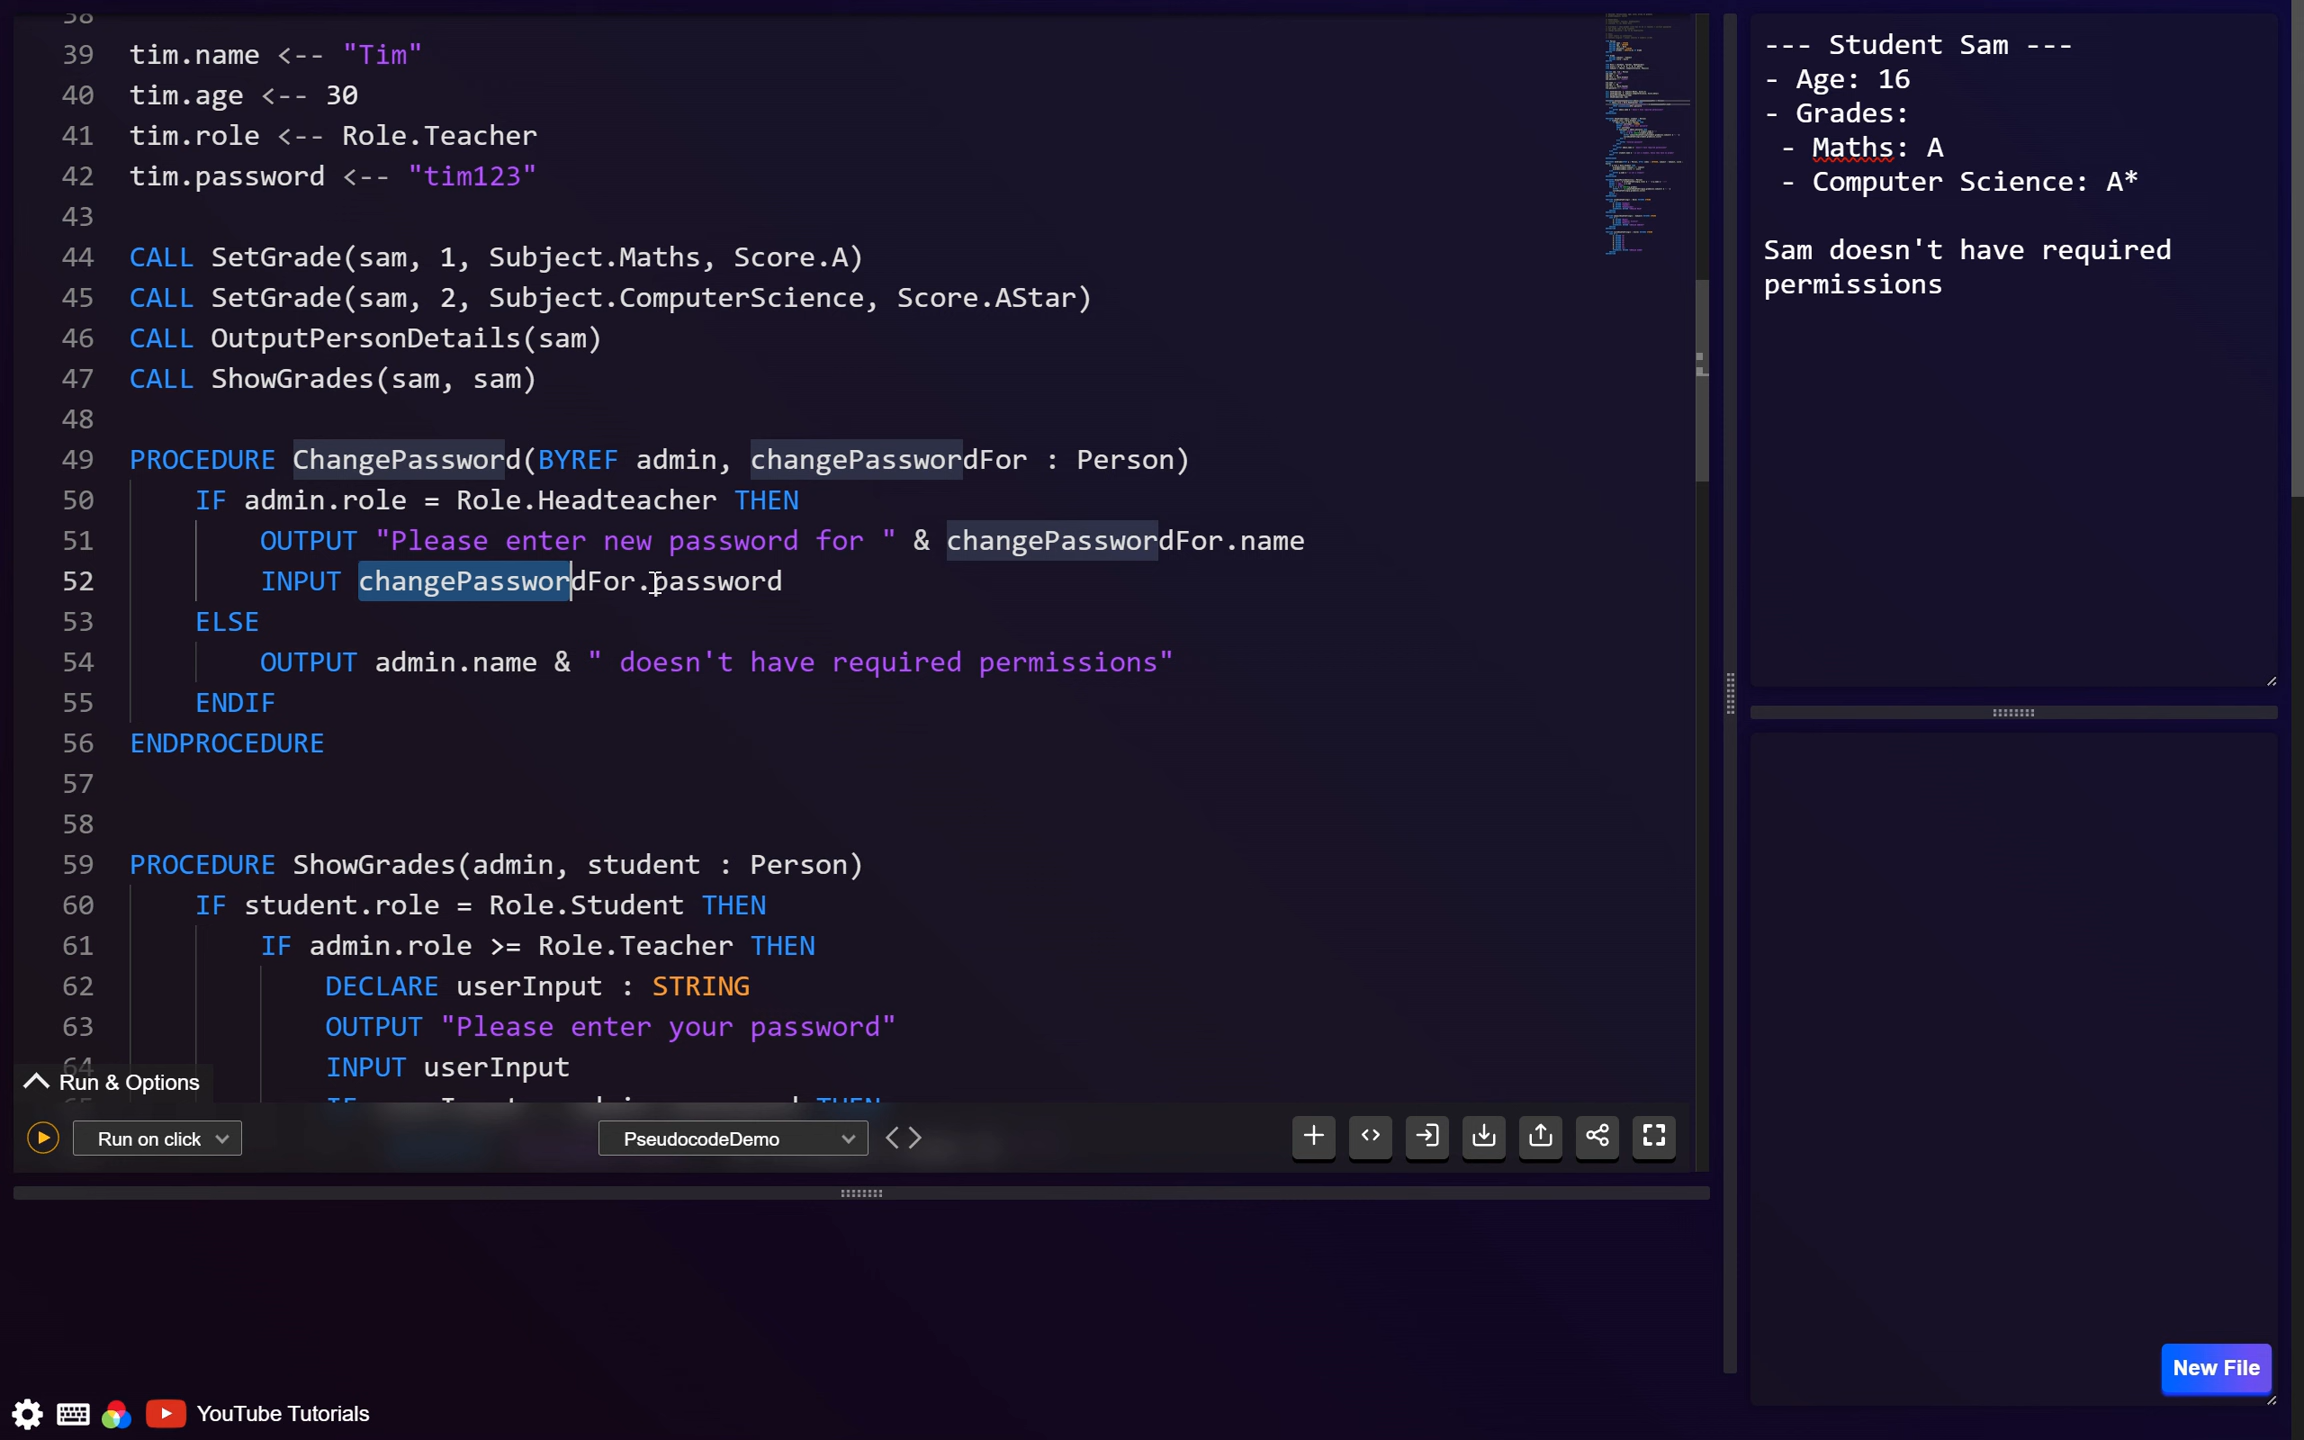 38
39 tim.name <-- "Tim"
40 tim.age <-- 30
41 tim.role <-- Role.Teacher
42 tim.password <-- "tim123"
43
44 CALL SetGrade(sam, 1, Subject.Maths, Score.A)
45 CALL SetGrade(sam, 2, Subject.ComputerScience, Score.AStar)
46 CALL OutputPersonDetails(sam)
47 CALL ShowGrades(sam, sam)
48
49 PROCEDURE ChangePassword(BYREF admin, changePasswordFor : Person)
50 IF admin.role = Role.Headteacher THEN
51 OUTPUT "Please enter new password for " & changePasswordFor.name
52 INPUT changePasswordFor.password
53 ELSE
54 OUTPUT admin.name & " doesn't have required permissions"
55 ENDIF
56 ENDPROCEDURE
57
58
59 PROCEDURE ShowGrades(admin, student : Person)
60 IF student.role = Role.Student THEN
61 IF admin.role >= Role.Teacher THEN
62 DECLARE userInput : STRING
63 OUTPUT "Please enter your password"
64 INPUT userInput
Run & Options
Run on click
PseudocodeDemo
YouTube Tutorials
--- Student Sam ---
- Age: 16
- Grades:
- Maths: A
- Computer Science: A*
Sam doesn't have required
permissions
New File